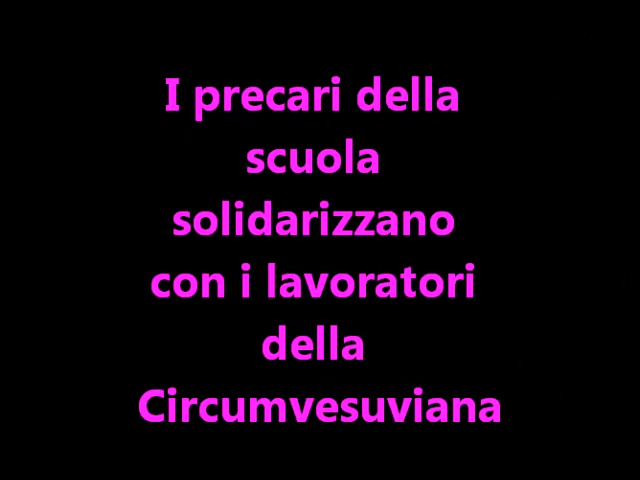 I precari della
scuola
solidarizzano
con i lavoratori
della
Circumvesuviana